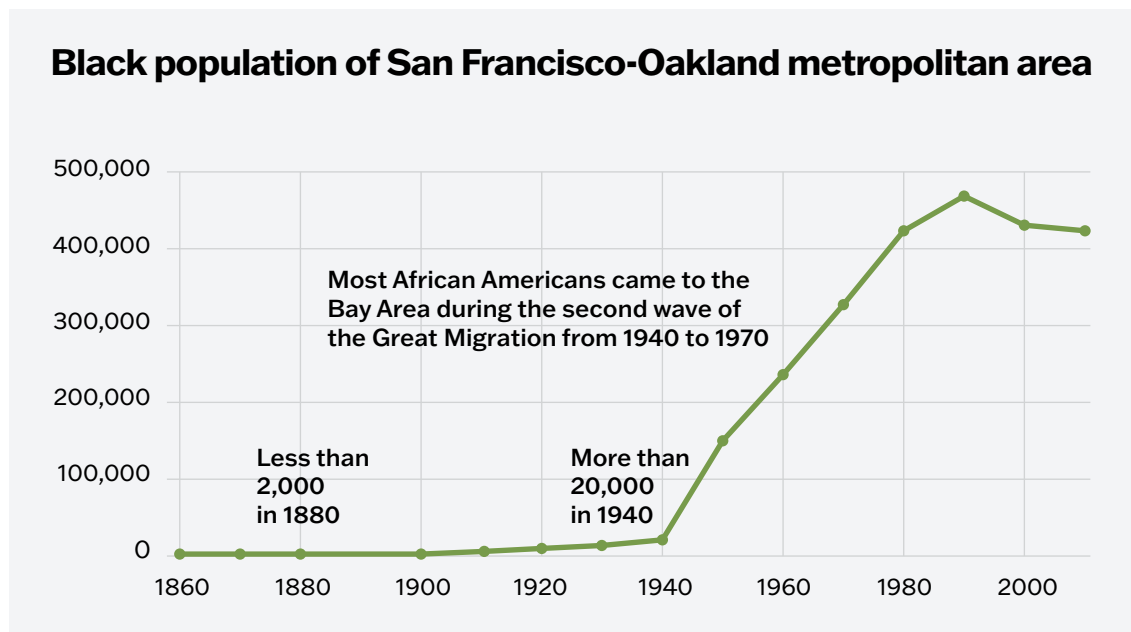 Black population of San Francisco-Oakland metropolitan area
500,000
400,000
Most African Americans came to the
Bay Area during the second wave of
300,000
the Great Migration from 1940 to 1970
200,000
100,000
Less than
2,000
in 1880
More than
20,000
in 1940
0
1860
1880
1900
1920
1940
1960
1980
2000